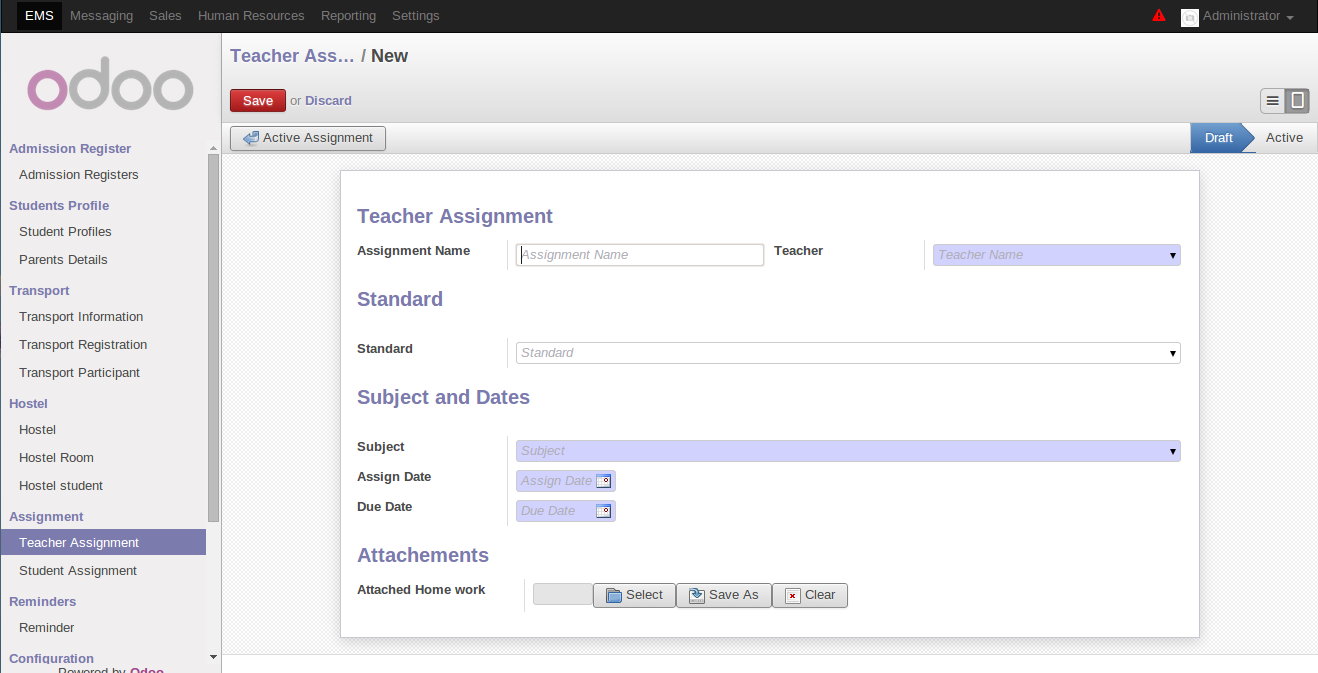 EMS Messaging Sales Human Resources Reporting Settings Administrator
odoo
Admission Register
Admission Registers
Students Profile
Student Profiles
Parents Details
Transport
Transport Information
Transport Registration
Transport Participant
Hostel
Hostel
Hostel Room
Hostel student
Assignment
Teacher Assignment
Student Assignment
Reminders
Reminder
Configuration
Powered by Odoo
Teacher Ass... / New
Save or Discard
Active Assignment Draft Active
Teacher Assignment
Assignment Name Assignment Name Teacher Teacher Name
Standard
Standard Standard
Subject and Dates
Subject Subject
Assign Date Assign Date
Due Date Due Date
Attachements
Attached Home work Select Save As Clear